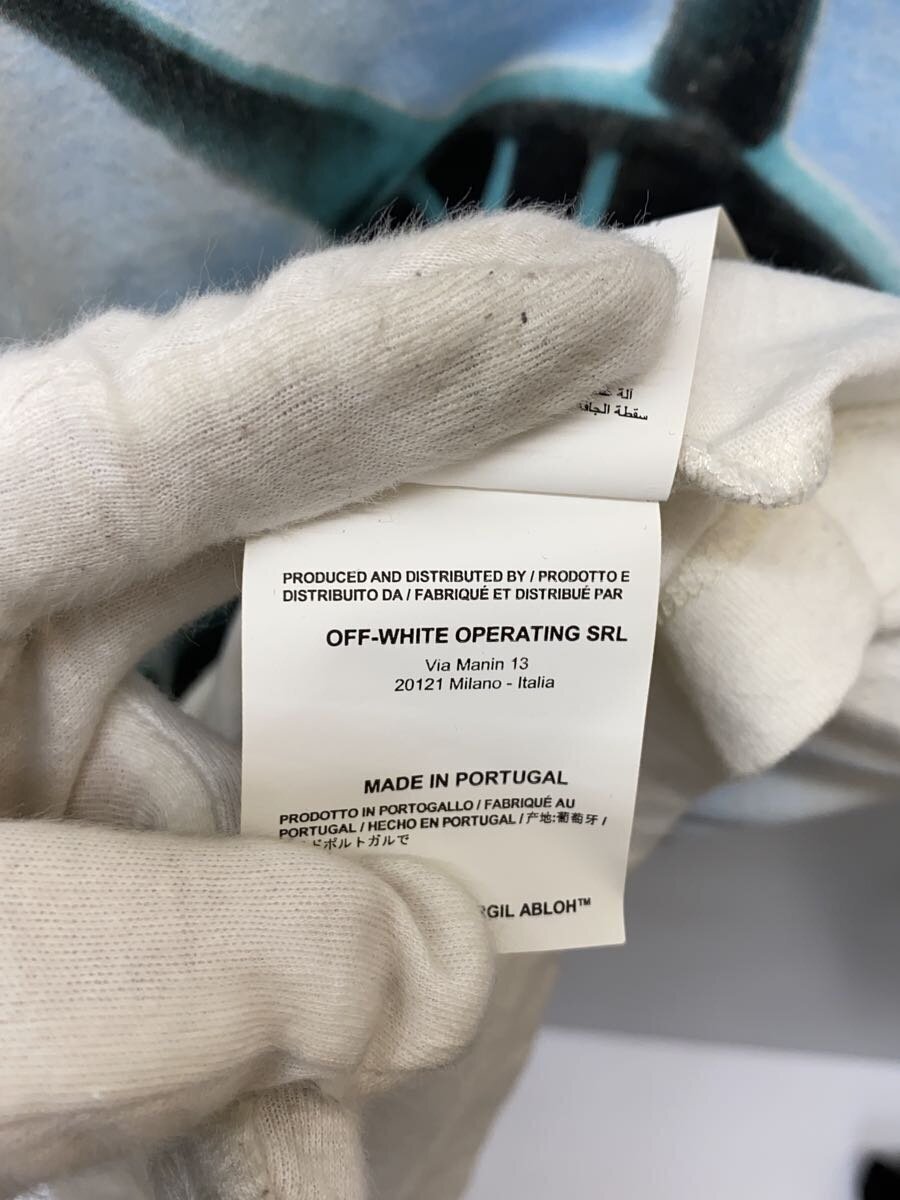 آلة
سقطة
PRODUCED AND DISTRIBUTED BY / PRODOTTO E
DISTRIBUITO DA / FABRIQUÉ ET DISTRIBUÉ PAR
OFF-WHITE OPERATING SRL
Via Manin 13
20121 Milano - Italia
MADE IN PORTUGAL
PRODOTTO IN PORTOGALLO / FABRIQUÉ AU
PORTUGAL / HECHO EN PORTUGAL / 产地:葡萄牙 /
ドポルトガルで
ABLOH™